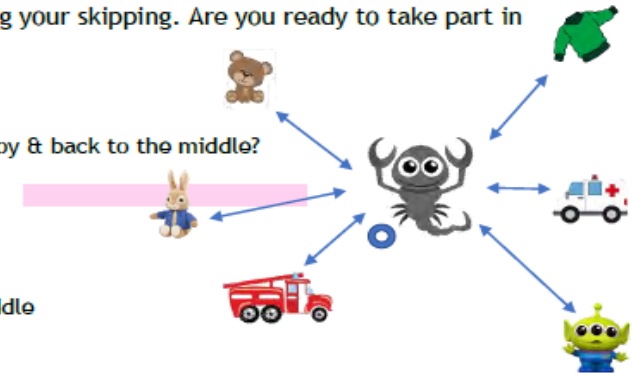 g your skipping. Are you ready to take part in
oy & back to the middle?
ddle